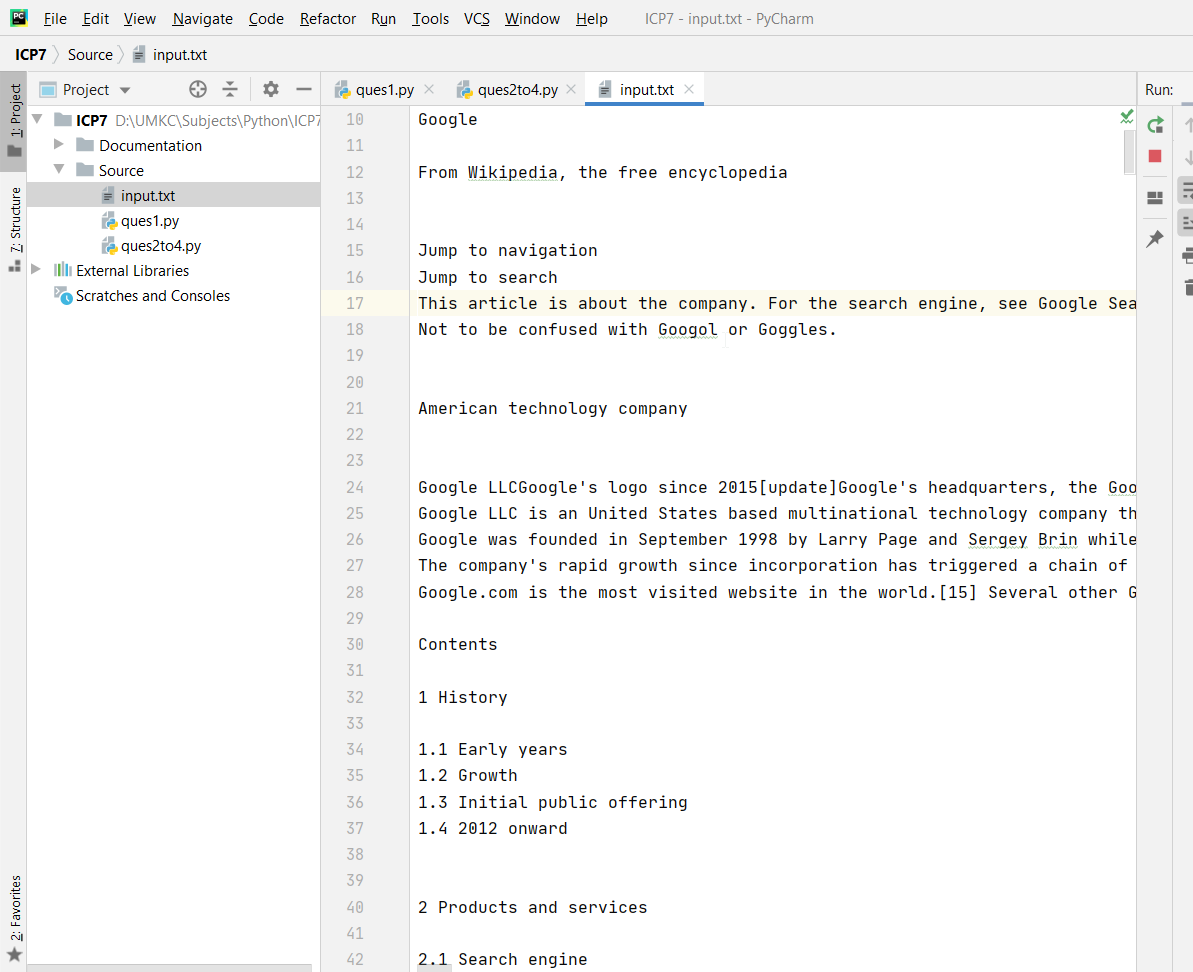 File Edit View Navigate Code Refactor Run Tools VCS Window Help ICP7 - input.txt - PyCharm
ICP7 Source input.txt
Project
ques1.py
ques2to4.py
input.txt
Run:
1: Project
7: Structure
2: Favorites
ICP7 D:\UMKC\Subjects\Python\ICP7
Documentation
Source
input.txt
ques1.py
ques2to4.py
External Libraries
Scratches and Consoles
10 Google
11
12 From Wikipedia, the free encyclopedia
13
14
15 Jump to navigation
16 Jump to search
17 This article is about the company. For the search engine, see Google Sea
18 Not to be confused with Googol or Goggles.
19
20
21 American technology company
22
23
24 Google LLCGoogle's logo since 2015[update]Google's headquarters, the Goo
25 Google LLC is an United States based multinational technology company th
26 Google was founded in September 1998 by Larry Page and Sergey Brin while
27 The company's rapid growth since incorporation has triggered a chain of
28 Google.com is the most visited website in the world.[15] Several other G
29
30 Contents
31
32 1 History
33
34 1.1 Early years
35 1.2 Growth
36 1.3 Initial public offering
37 1.4 2012 onward
38
39
40 2 Products and services
41
42 2.1 Search engine